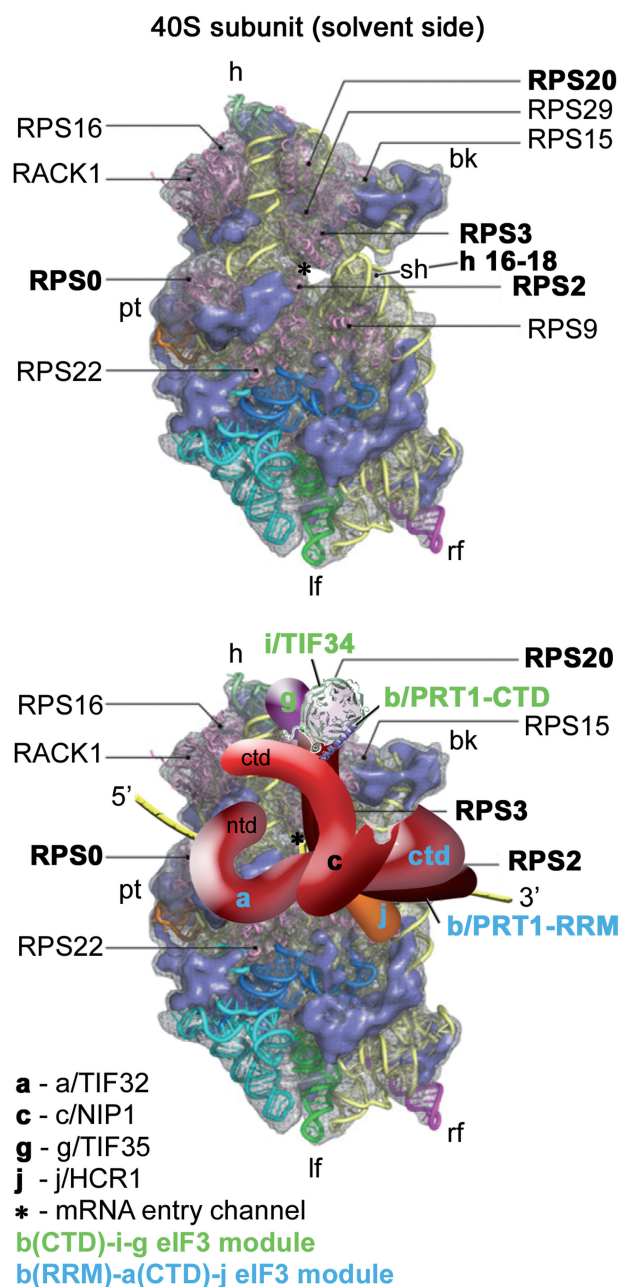 40S subunit (solvent side)
h
RPS20
RPS16
RPS29
RPS15
RACK1
bk
RPS3
*
sh
h 16-18
RPS0
RPS2
pt
RPS9
RPS22
rf
lf
i/TIF34
h
RPS20
g
b/PRT1-CTD
RPS16
RPS15
bk
RACK1
ctd
5’
RPS3
ntd
*
RPS0
c
ctd
RPS2
pt
a
3’
j
b/PRT1-RRM
RPS22
a - a/TIF32
c - c/NIP1
g - g/TIF35
rf
j - j/HCR1
lf
* - mRNA entry channel
b(CTD)-i-g eIF3 module
b(RRM)-a(CTD)-j eIF3 module